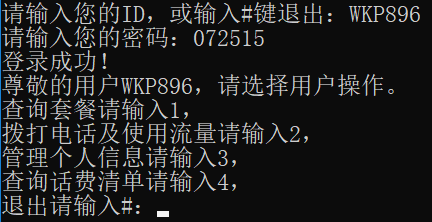 请输入您的ID，或输入#键退出：WKP896
请输入您的密码：072515
登录成功！
尊敬的用户WKP896，请选择用户操作。
查询套餐请输入1，
拨打电话及使用流量请输入2，
管理个人信息请输入3，
查询话费清单请输入4，
退出请输入#：